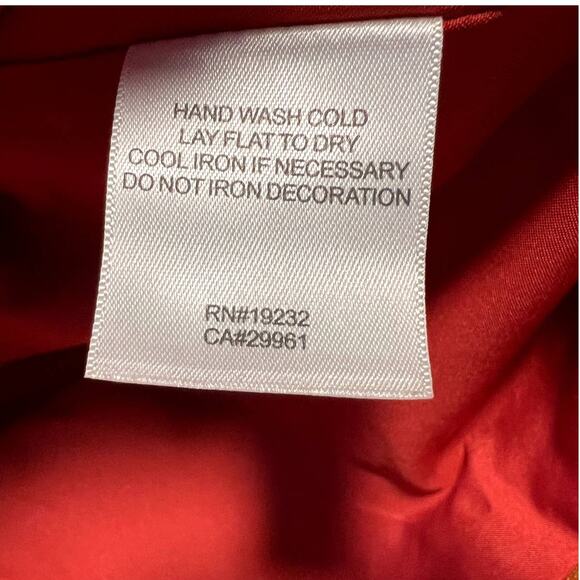 HAND WASH COLD
LAY FLAT TO DRY
COOL IRON IF NECESSARY
DO NOT IRON DECORATION
RN#19232
CA#29961